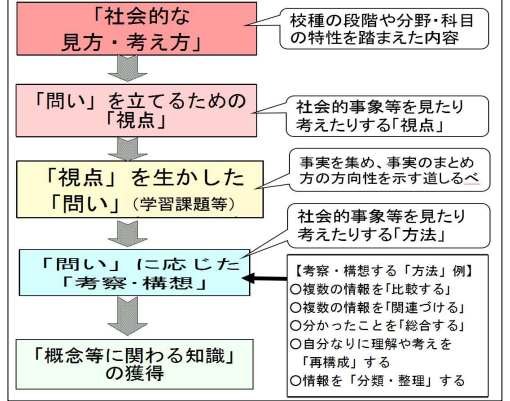 「社会的な
見方・考え方」
校種の段階や分野・科目
の特性を踏まえた内容
「問い」を立てるための
「視点」
社会的事象等を見たり
考えたりする「視点」
「視点」を生かした
「問い」(学習課題等)
事実を集め、事実のまとめ
方の方向性を示す道しるべ
社会的事象等を見たり
考えたりする「方法」
「問い」に応じた
「考察・構想」
【考察・構想する「方法」例】
○複数の情報を「比較する」
○複数の情報を「関連づける」
○分かったことを「総合する」
○自分なりに理解や考えを
「再構成」する
○情報を「分類・整理」する
「概念等に関わる知識」
の獲得